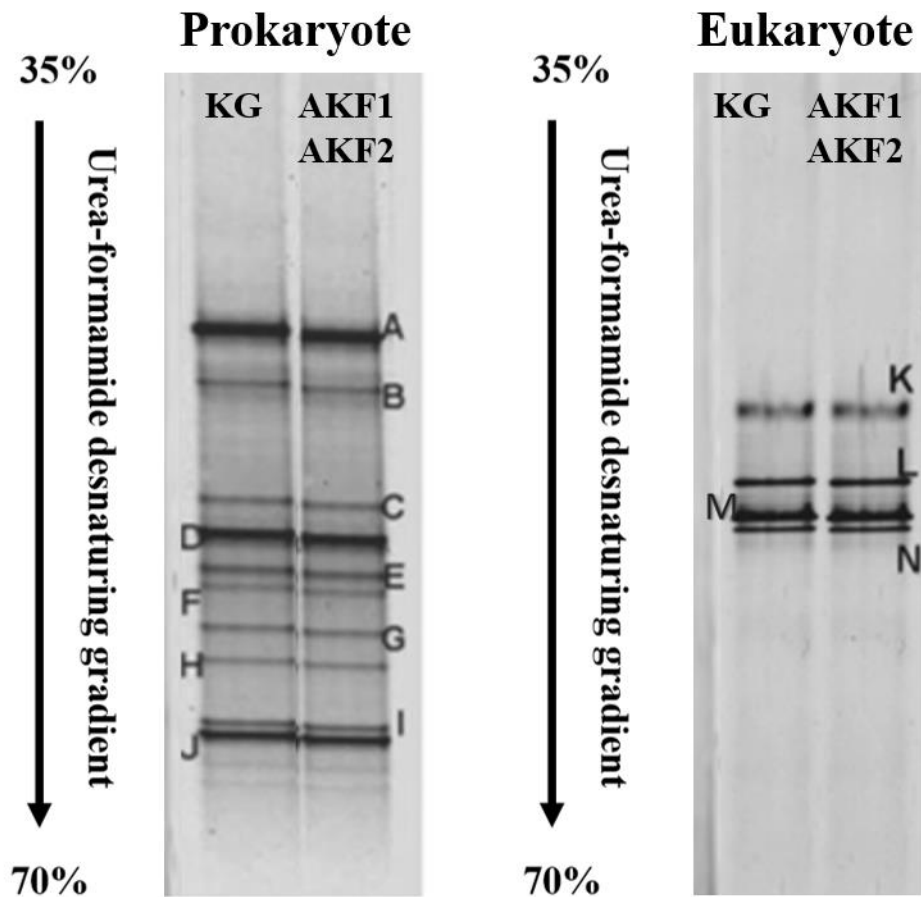 Prokaryote
35%
KG AKF1
AKF2
Urea-formamide desnaturing gradient
A
B
C
D
E
F
G
H
I
J
70%
Eukaryote
35%
KG AKF1
AKF2
Urea-formamide desnaturing gradient
K
L
M
N
70%